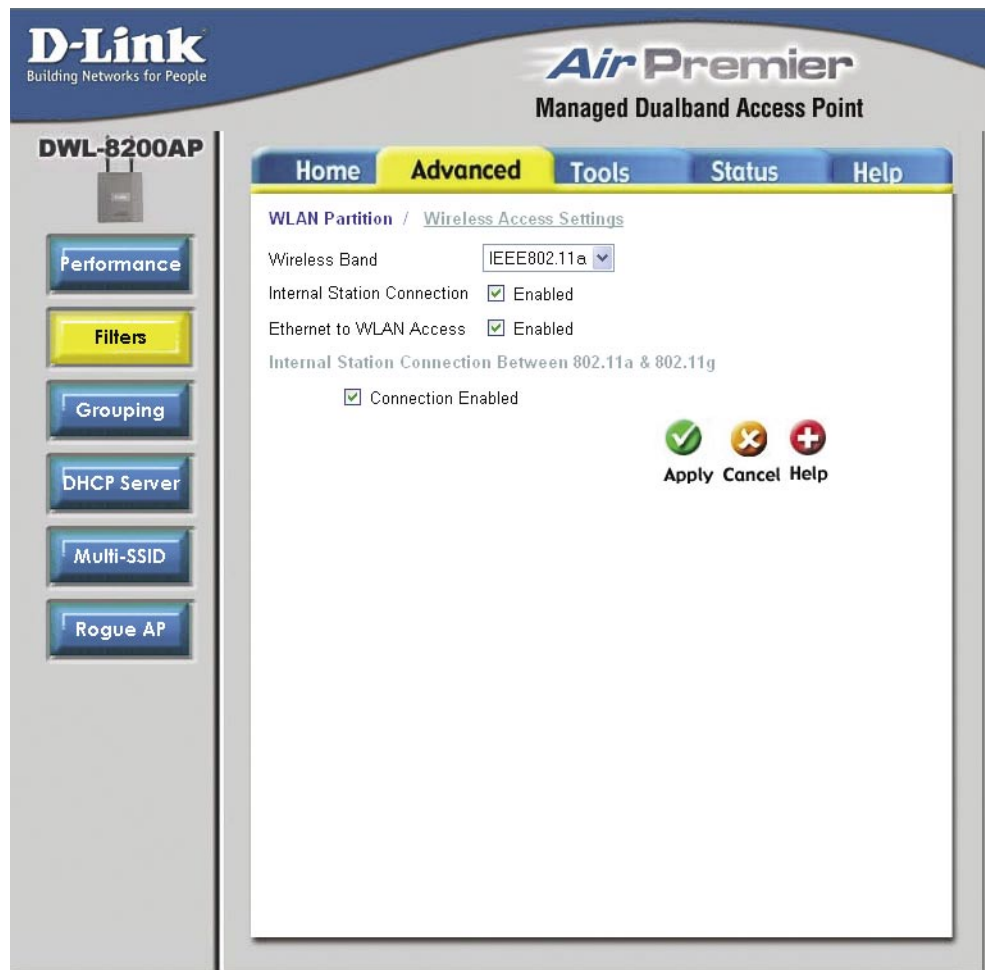 D-Link
Building Networks for People
Air Premier
Managed Dualband Access Point
DWL-8200AP
Home Advanced Tools Status Help
WLAN Partition / Wireless Access Settings
Wireless Band IEEE802.11a
Internal Station Connection Enabled
Ethernet to WLAN Access Enabled
Internal Station Connection Between 802.11a & 802.11g
Connection Enabled
Apply Cancel Help
Performance
Filters
Grouping
DHCP Server
Multi-SSID
Rogue AP